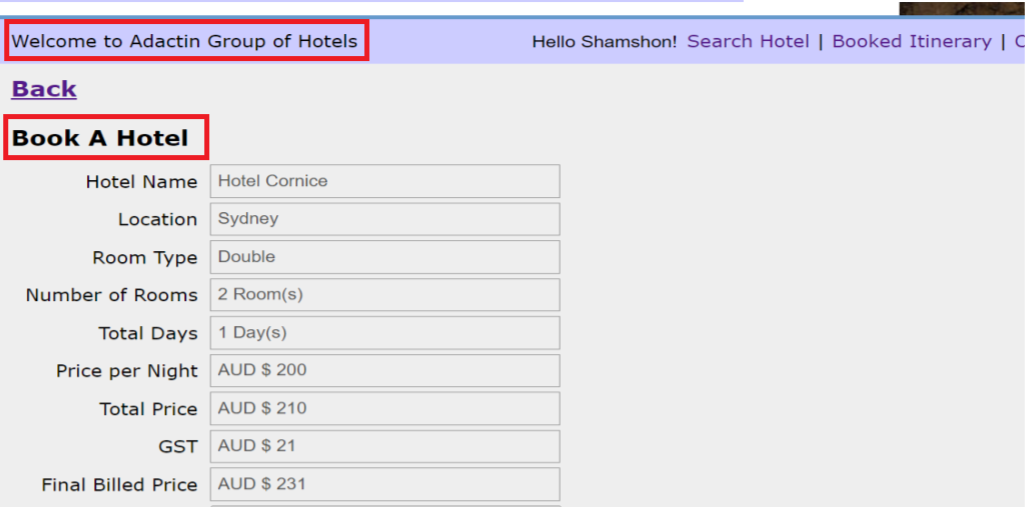 Welcome to Adactin Group of Hotels Hello Shamshon! Search Hotel | Booked Itinerary |
Back
Book A Hotel
Hotel Name Hotel Cornice
Location Sydney
Room Type Double
Number of Rooms 2 Room(s)
Total Days 1 Day(s)
Price per Night AUD $ 200
Total Price AUD $ 210
GST AUD $ 21
Final Billed Price AUD $ 231